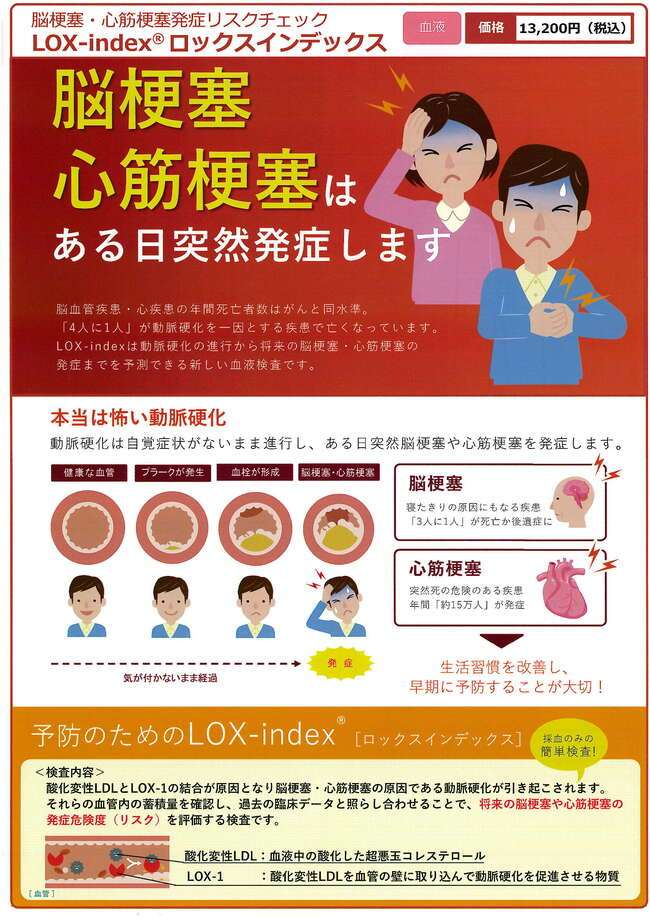 脳梗塞・心筋梗塞発症リスクチェック
LOX-index® ロックスインデックス
血液
価格
13,200円（税込）
脳梗塞
心筋梗塞は
ある日突然発症します
脳血管疾患・心疾患の年間死亡者数はがんと同水準。
「4人に1人」が動脈硬化を一因とする疾患で亡くなっています。
LOX-indexは動脈硬化の進行から将来の脳梗塞・心筋梗塞の
発症までを予測できる新しい血液検査です。
本当は怖い動脈硬化
動脈硬化は自覚症状がないまま進行し、ある日突然脳梗塞や心筋梗塞を発症します。
健康な血管
プラークが発生
血栓が形成
脳梗塞・心筋梗塞
気が付かないまま経過
発症
脳梗塞
寝たきりの原因にもなる疾患
「3人に1人」が死亡か後遺症に
心筋梗塞
突然死の危険のある疾患
年間「約15万人」が発症
生活習慣を改善し、
早期に予防することが大切！
予防のためのLOX-index® ［ロックスインデックス］
採血のみの
簡単検査！
＜検査内容＞
酸化変性LDLとLOX-1の結合が原因となり脳梗塞・心筋梗塞の原因である動脈硬化が引き起こされます。
それらの血管内の蓄積量を確認し、過去の臨床データと照らし合わせることで、将来の脳梗塞や心筋梗塞の
発症危険度（リスク）を評価する検査です。
酸化変性LDL：血液中の酸化した超悪玉コレステロール
LOX-1　　　：酸化変性LDLを血管の壁に取り込んで動脈硬化を促進させる物質
［血管］